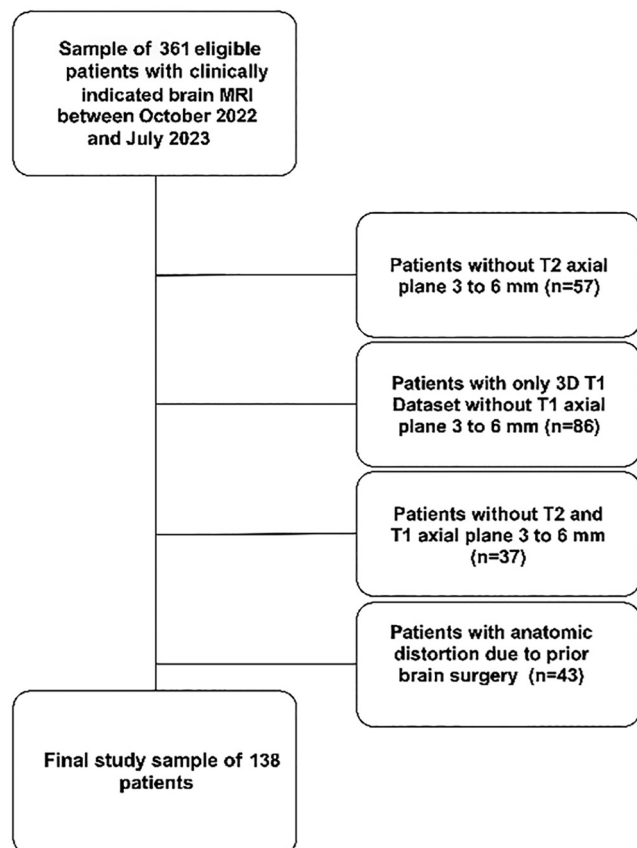 Sample of 361 eligible
patients with clinically
indicated brain MRI
between October 2022
and July 2023
Patients without T2 axial
plane 3 to 6 mm (n=57)
Patients with only 3D T1
Dataset without T1 axial
plane 3 to 6 mm (n=86)
Patients without T2 and
T1 axial plane 3 to 6 mm
(n=37)
Patients with anatomic
distortion due to prior
brain surgery (n=43)
Final study sample of 138
patients